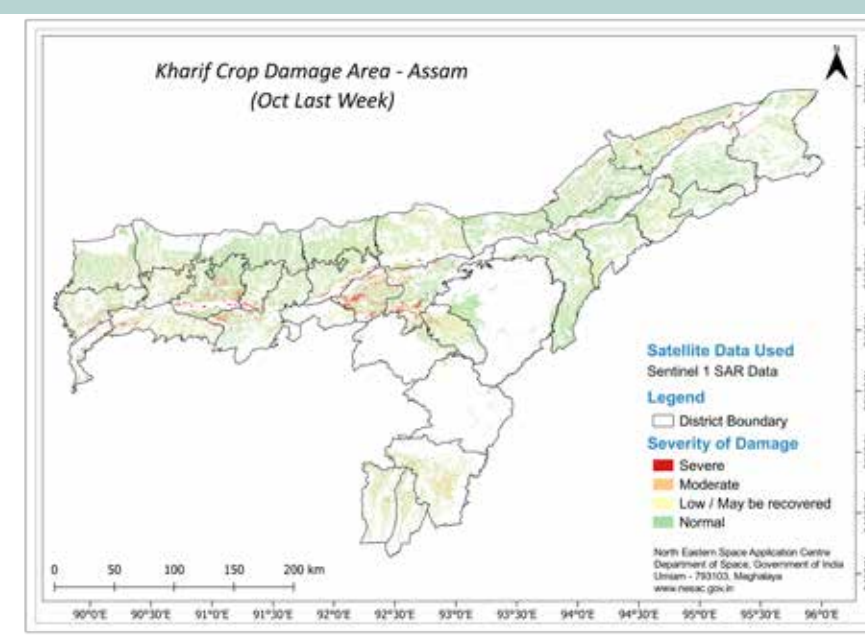 Kharif Crop Damage Area - Assam
(Oct Last Week)
N
Satellite Data Used
Sentinel 1 SAR Data
Legend
District Boundary
Severity of Damage
Severe
Moderate
Low / May be recovered
Normal
North Eastern Space Application Centre
Department of Space, Government of India
Umiam - 793103, Meghalaya
www.nesac.gov.in
0 50 100 150 200 km
90°0'E 90°30'E 91°0'E 91°30'E 92°0'E 92°30'E 93°0'E 93°30'E 94°0'E 94°30'E 95°0'E 95°30'E 96°0'E